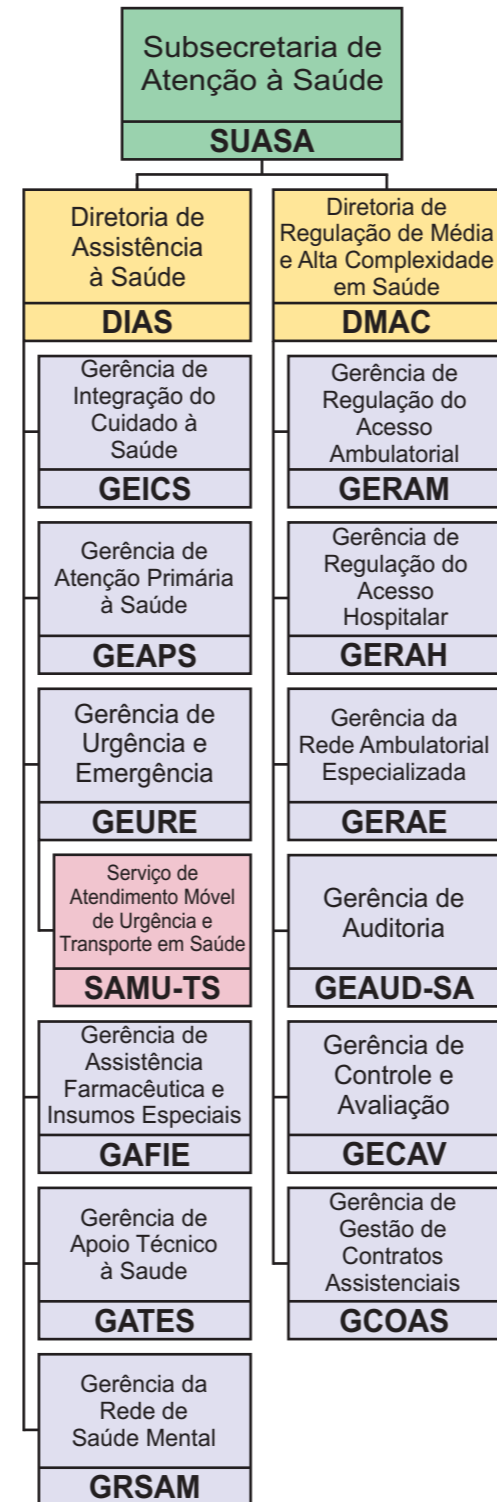 Subsecretaria de
Atenção à Saúde
SUASA
Diretoria de
Assistência
à Saúde
DIAS
Gerência de
Integração do
Cuidado à
Saúde
GEICS
Gerência de
Atenção Primária
à Saúde
GEAPS
Gerência de
Urgência e
Emergência
GEURE
Serviço de
Atendimento Móvel
de Urgência e
Transporte em Saúde
SAMU-TS
Gerência de
Assistência
Farmacêutica e
Insumos Especiais
GAFIE
Gerência de
Apoio Técnico
à Saude
GATES
Gerência da
Rede de
Saúde Mental
GRSAM
Diretoria de
Regulação de Média
e Alta Complexidade
em Saúde
DMAC
Gerência de
Regulação do
Acesso
Ambulatorial
GERAM
Gerência de
Regulação do
Acesso
Hospitalar
GERAH
Gerência da
Rede Ambulatorial
Especializada
GERAE
Gerência de
Auditoria
GEAUD-SA
Gerência de
Controle e
Avaliação
GECAV
Gerência de
Gestão de
Contratos
Assistenciais
GCOAS